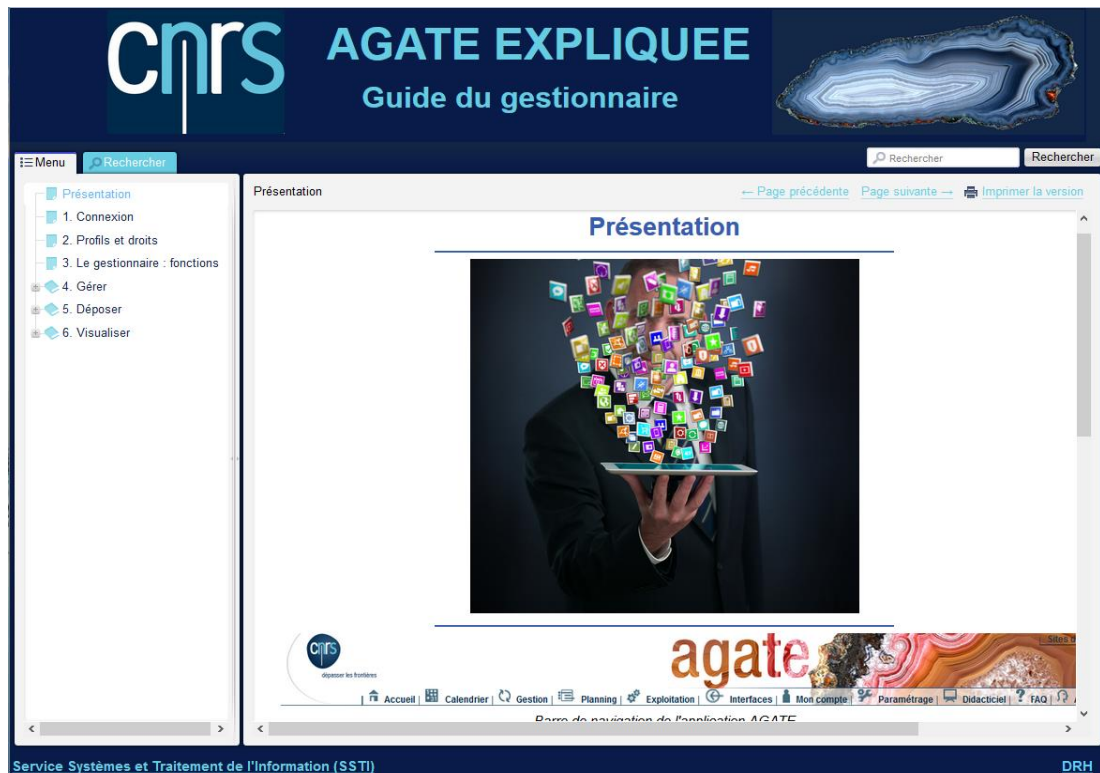 cnrs
AGATE EXPLIQUEE
Guide du gestionnaire
Menu
Rechercher
Rechercher
Rechercher
Présentation
1. Connexion
2. Profils et droits
3. Le gestionnaire : fonctions
4. Gérer
5. Déposer
6. Visualiser
Présentation
← Page précédente
Page suivante →
Imprimer la version
Présentation
cnrs
dépasser les frontières
agate
Sites
| Accueil | Calendrier | Gestion | Planning | Exploitation | Interfaces | Mon compte | Paramétrage | Didacticiel | FAQ |
Barre de navigation de l'application AGATE
Service Systèmes et Traitement de l'Information (SSTI)
DRH